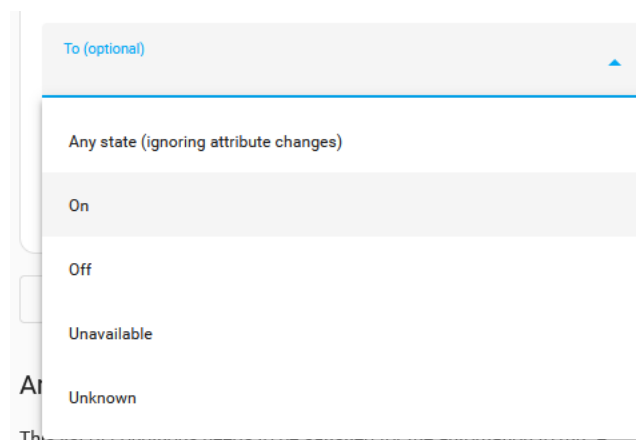 To (optional)
Any state (ignoring attribute changes)
On
Off
Unavailable
Unknown